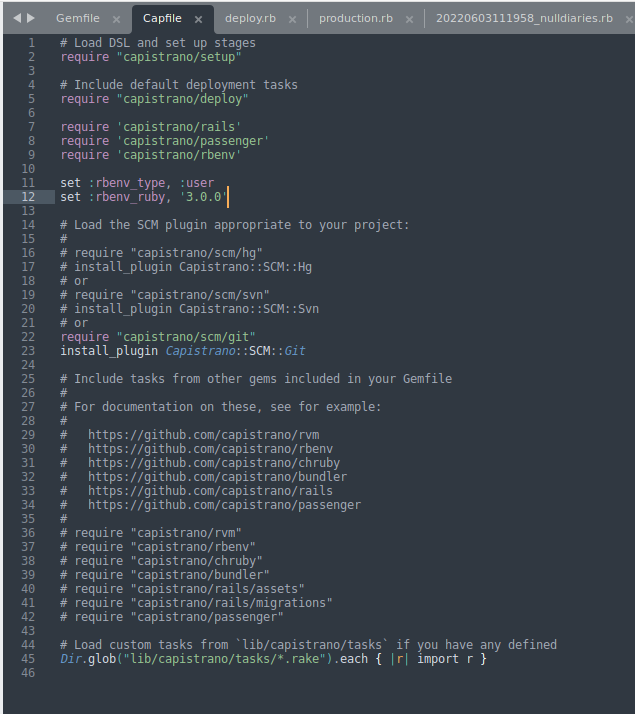 Gemfile × Capfile × deploy.rb × production.rb × 20220603111958_nulldiaries.rb ×
1 # Load DSL and set up stages
2 require "capistrano/setup"
3
4 # Include default deployment tasks
5 require "capistrano/deploy"
6
7 require 'capistrano/rails'
8 require 'capistrano/passenger'
9 require 'capistrano/rbenv'
10
11 set :rbenv_type, :user
12 set :rbenv_ruby, '3.0.0'
13
14 # Load the SCM plugin appropriate to your project:
15 #
16 # require "capistrano/scm/hg"
17 # install_plugin Capistrano::SCM::Hg
18 # or
19 # require "capistrano/scm/svn"
20 # install_plugin Capistrano::SCM::Svn
21 # or
22 require "capistrano/scm/git"
23 install_plugin Capistrano::SCM::Git
24
25 # Include tasks from other gems included in your Gemfile
26 #
27 # For documentation on these, see for example:
28 #
29 #   https://github.com/capistrano/rvm
30 #   https://github.com/capistrano/rbenv
31 #   https://github.com/capistrano/chruby
32 #   https://github.com/capistrano/bundler
33 #   https://github.com/capistrano/rails
34 #   https://github.com/capistrano/passenger
35 #
36 # require "capistrano/rvm"
37 # require "capistrano/rbenv"
38 # require "capistrano/chruby"
39 # require "capistrano/bundler"
40 # require "capistrano/rails/assets"
41 # require "capistrano/rails/migrations"
42 # require "capistrano/passenger"
43
44 # Load custom tasks from `lib/capistrano/tasks` if you have any defined
45 Dir.glob("lib/capistrano/tasks/*.rake").each { |r| import r }
46